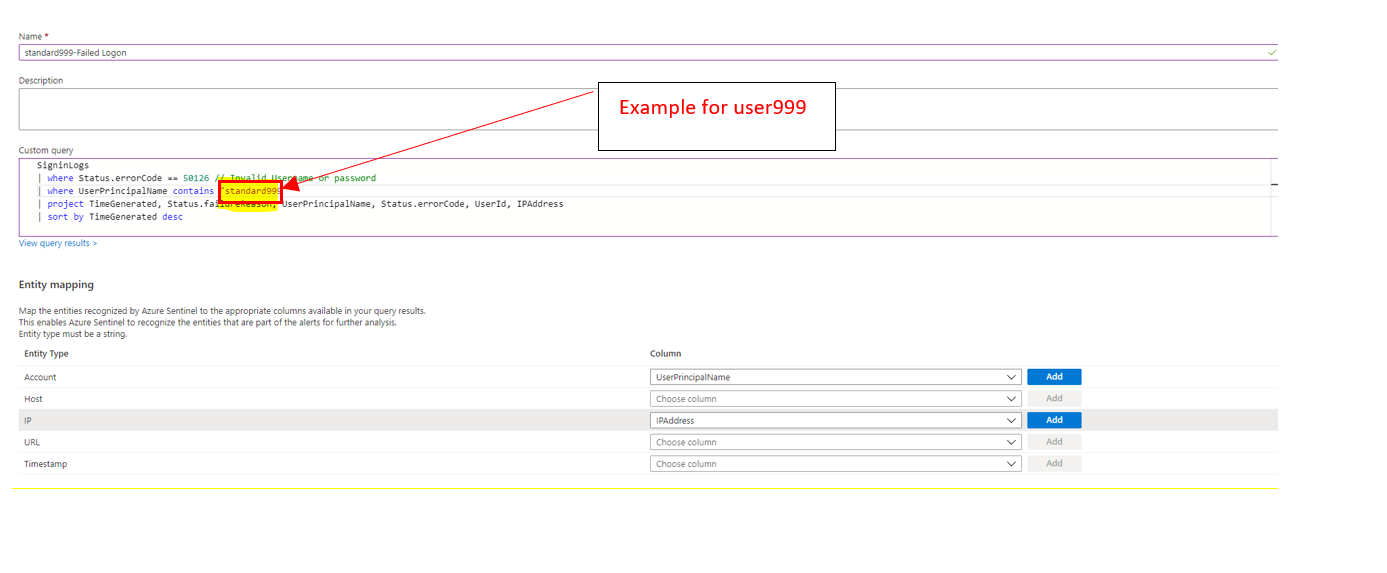 Name *
standard999-Failed Logon
Description
Example for user999
Custom query
SigninLogs
| where Status.errorCode == 50126 // Invalid Username or password
| where UserPrincipalName contains "standard999
| project TimeGenerated, Status.failureReason, UserPrincipalName, Status.errorCode, UserId, IPAddress
| sort by TimeGenerated desc
View query results >
Entity mapping
Map the entities recognized by Azure Sentinel to the appropriate columns available in your query results.
This enables Azure Sentinel to recognize the entities that are part of the alerts for further analysis.
Entity type must be a string.
Entity Type Column
Account UserPrincipalName Add
Host Choose column Add
IP IPAddress Add
URL Choose column Add
Timestamp Choose column Add